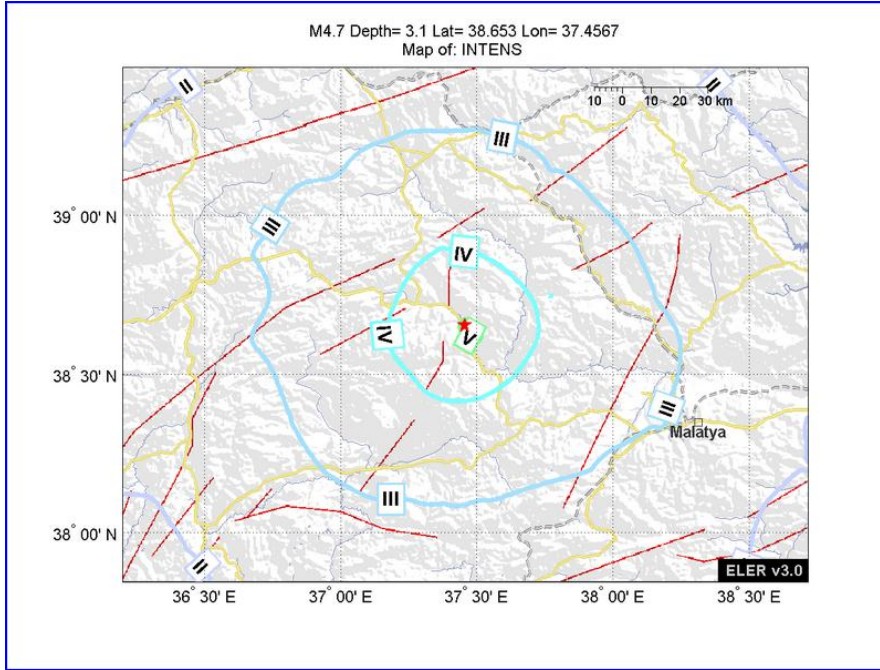 M4.7 Depth= 3.1 Lat= 38.653 Lon= 37.4567
Map of: INTENS
II
II
10 0 10 20 30 km
III
39° 00' N
III
IV
IV
V
38° 30' N
III
Malatya
III
38° 00' N
II
ELER v3.0
36° 30' E
37° 00' E
37° 30' E
38° 00' E
38° 30' E